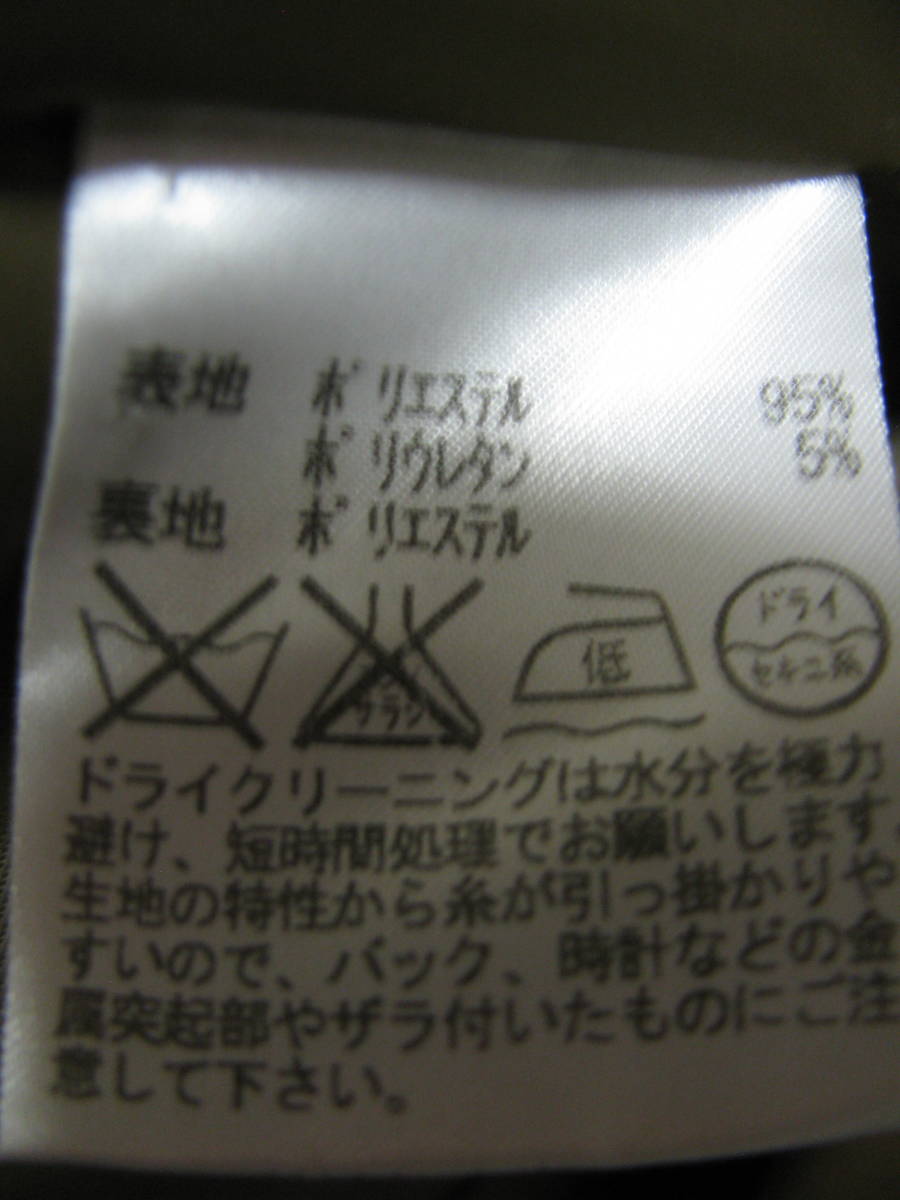 表地 ポリエステル 95%
ポリウレタン 5%
裏地 ポリエステル
低 ドライ
セキユ系
ドライクリーニングは水分を極力
避け、短時間処理でお願いします。
生地の特性から糸が引っ掛かりや
すいので、バック、時計などの金
属突起部やザラ付いたものにご注
意して下さい。